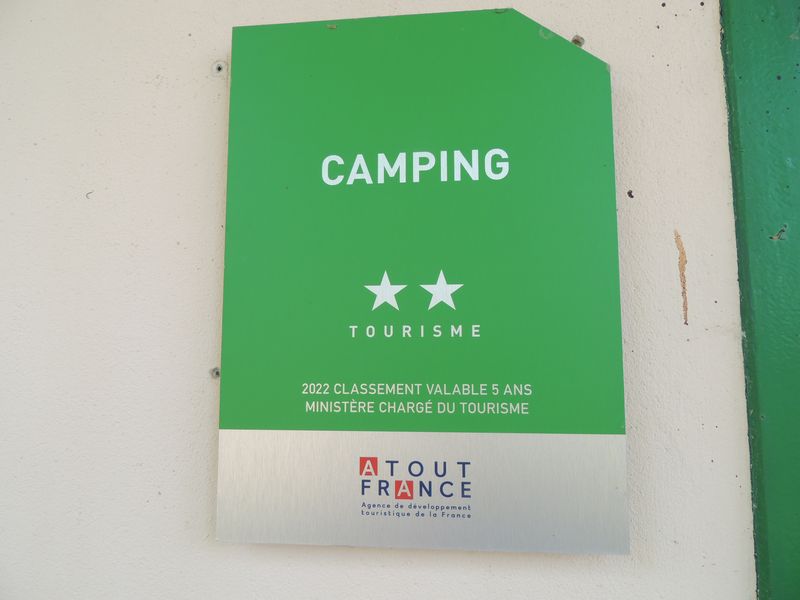 CAMPING
TOURISME
2022 CLASSEMENT VALABLE 5 ANS
MINISTÈRE CHARGÉ DU TOURISME
ATOUT
FRANCE
Agence de développement
touristique de la France